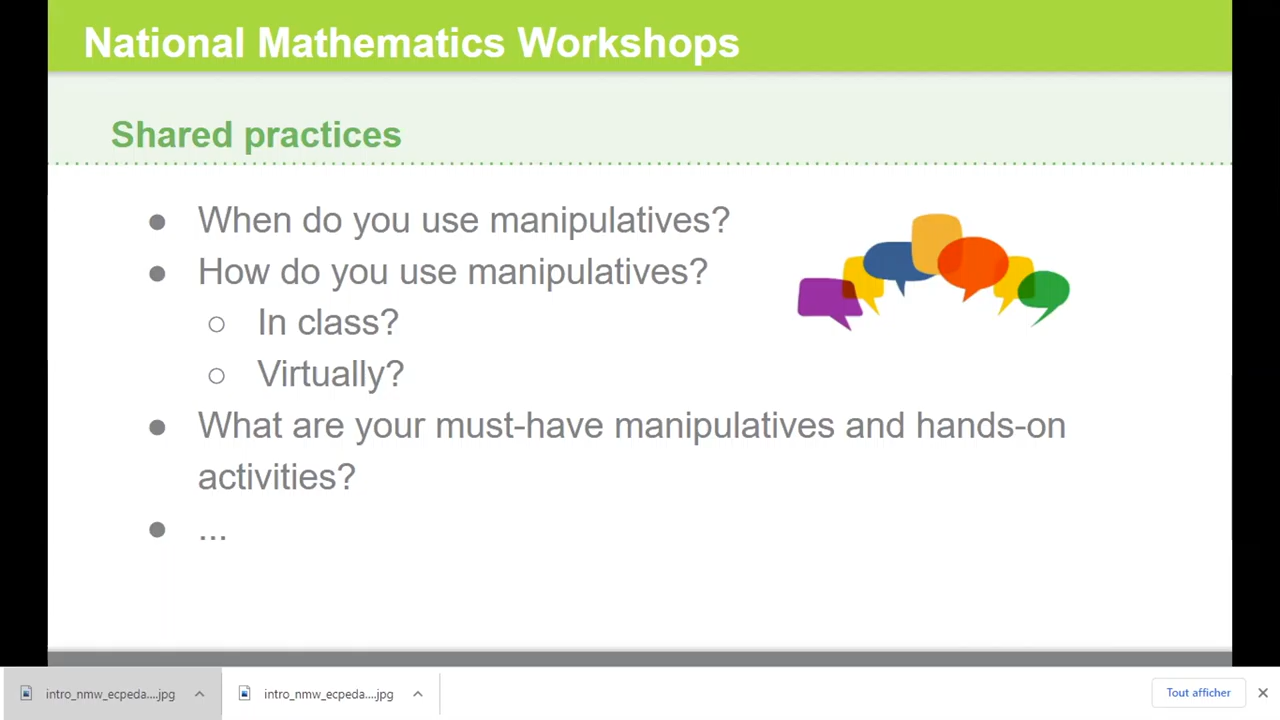 National Mathematics Workshops
Shared practices
● When do you use manipulatives?
● How do you use manipulatives?
○ In class?
○ Virtually?
● What are your must-have manipulatives and hands-on
activities?
● ...
intro_nmw_ecpeda....jpg
intro_nmw_ecpeda....jpg
Tout afficher